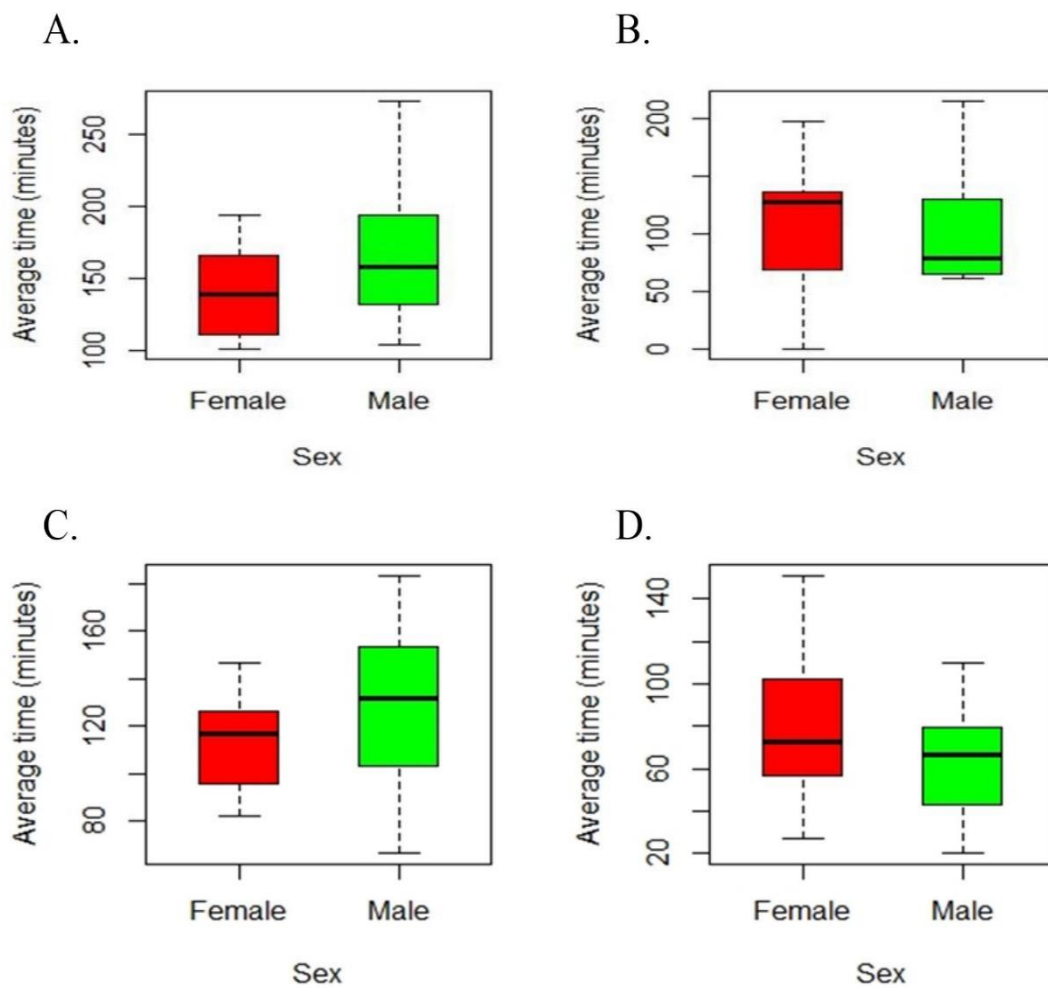 A.
Average time (minutes)
250
200
150
100
Female Male
Sex
B.
Average time (minutes)
200
100
50
0
Female Male
Sex
C.
Average time (minutes)
160
120
80
Female Male
Sex
D.
Average time (minutes)
140
100
60
20
Female Male
Sex